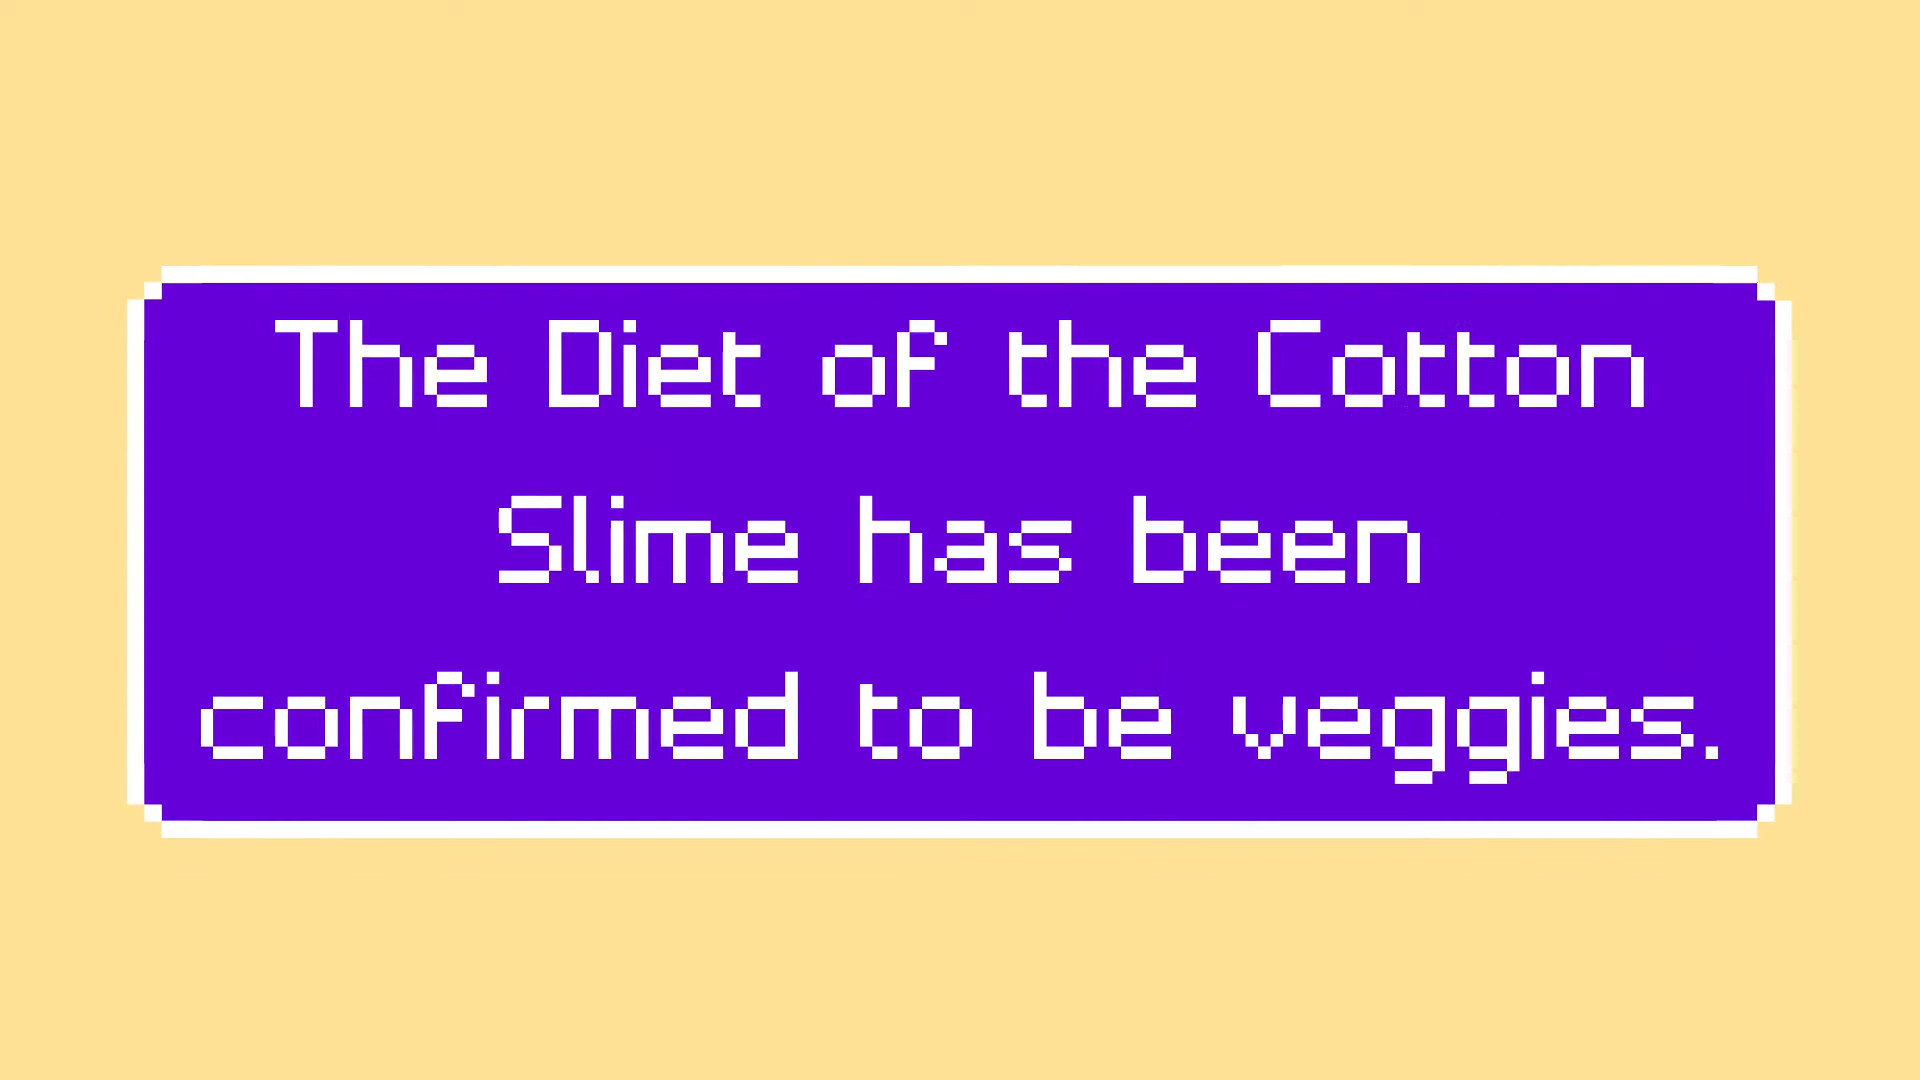 The Diet of the Cotton
Slime has been
confirmed to be veggies.